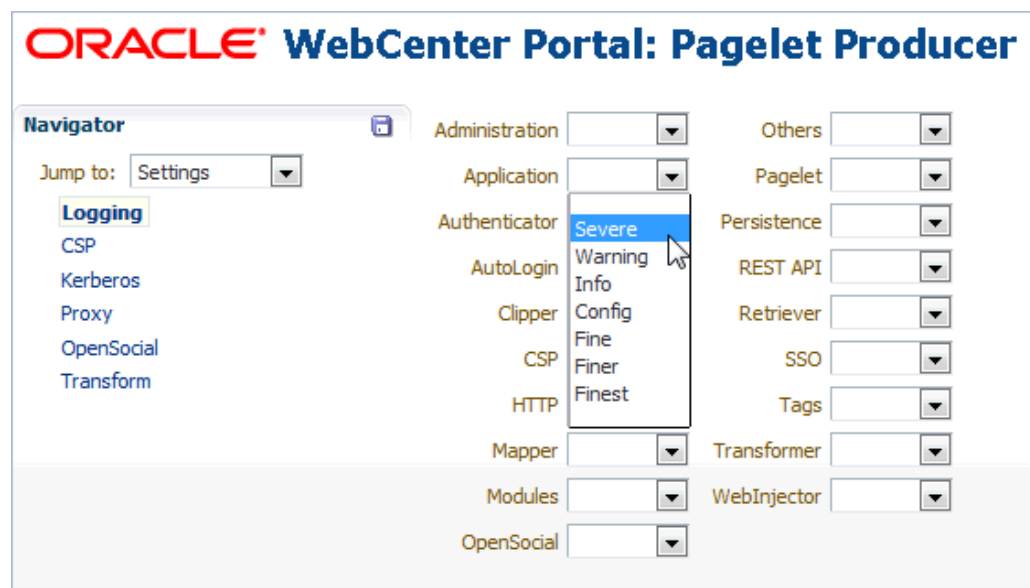 ORACLE® WebCenter Portal: Pagelet Producer
Navigator
Jump to: Settings
Logging
CSP
Kerberos
Proxy
OpenSocial
Transform
Administration
Application
Authenticator
AutoLogin
Clipper
CSP
HTTP
Mapper
Modules
OpenSocial
Severe
Warning
Info
Config
Fine
Finer
Finest
Others
Pagelet
Persistence
REST API
Retriever
SSO
Tags
Transformer
WebInjector